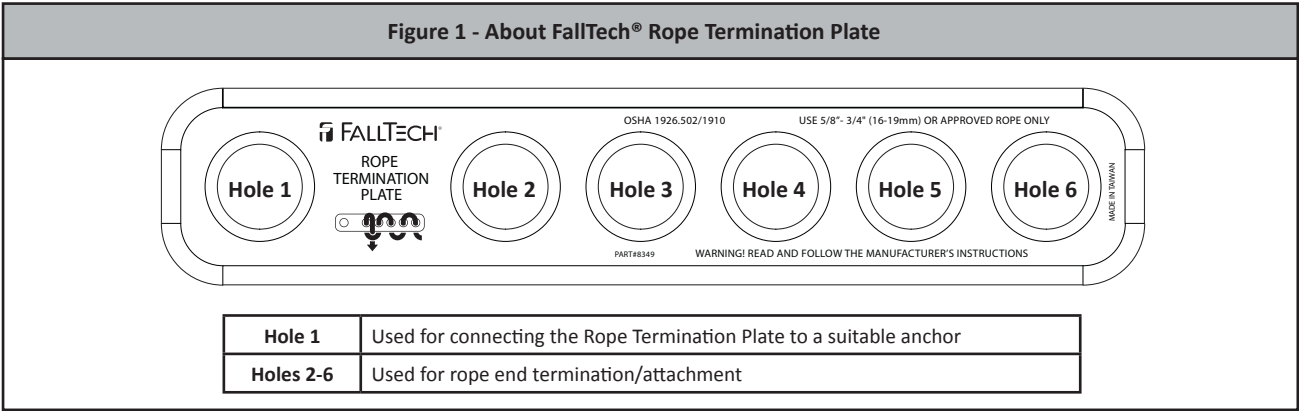 Figure 1 - About FallTech® Rope Termination Plate
OSHA 1926.502/1910
USE 5/8"- 3/4" (16-19mm) OR APPROVED ROPE ONLY
FALLTECH®
ROPE
TERMINATION
PLATE
Hole 1
Hole 2
Hole 3
Hole 4
Hole 5
Hole 6
MADE IN TAIWAN
PART#8349
WARNING! READ AND FOLLOW THE MANUFACTURER'S INSTRUCTIONS
Hole 1 Used for connecting the Rope Termination Plate to a suitable anchor
Holes 2-6 Used for rope end termination/attachment